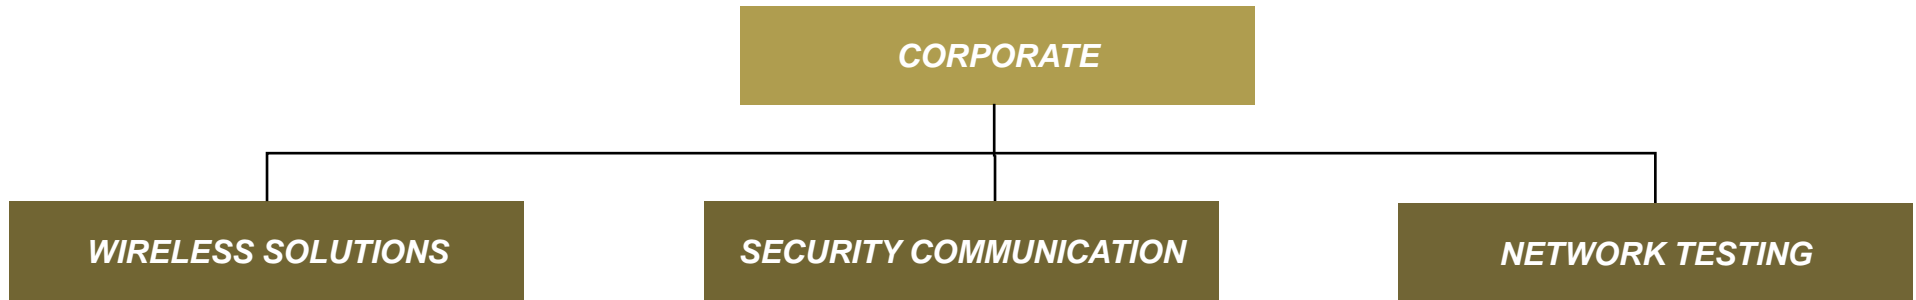 CORPORATE
WIRELESS SOLUTIONS
SECURITY COMMUNICATION
NETWORK TESTING